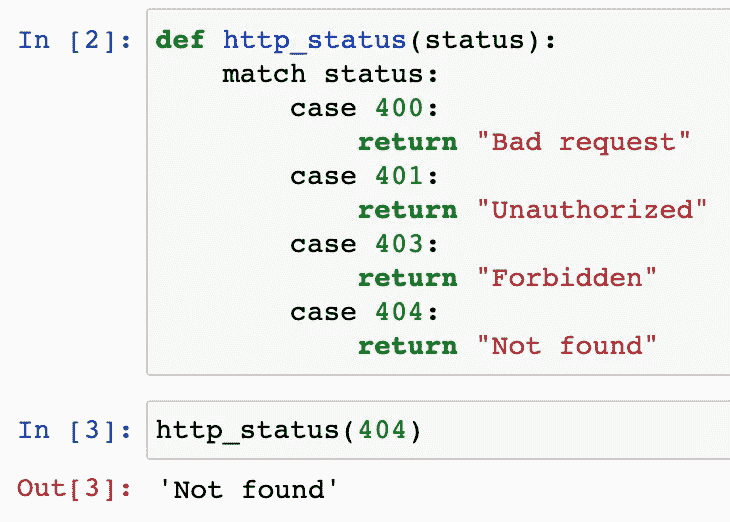 In [2]: def http_status(status):
    match status:
        case 400:
            return "Bad request"
        case 401:
            return "Unauthorized"
        case 403:
            return "Forbidden"
        case 404:
            return "Not found"
In [3]: http_status(404)
Out[3]: 'Not found'